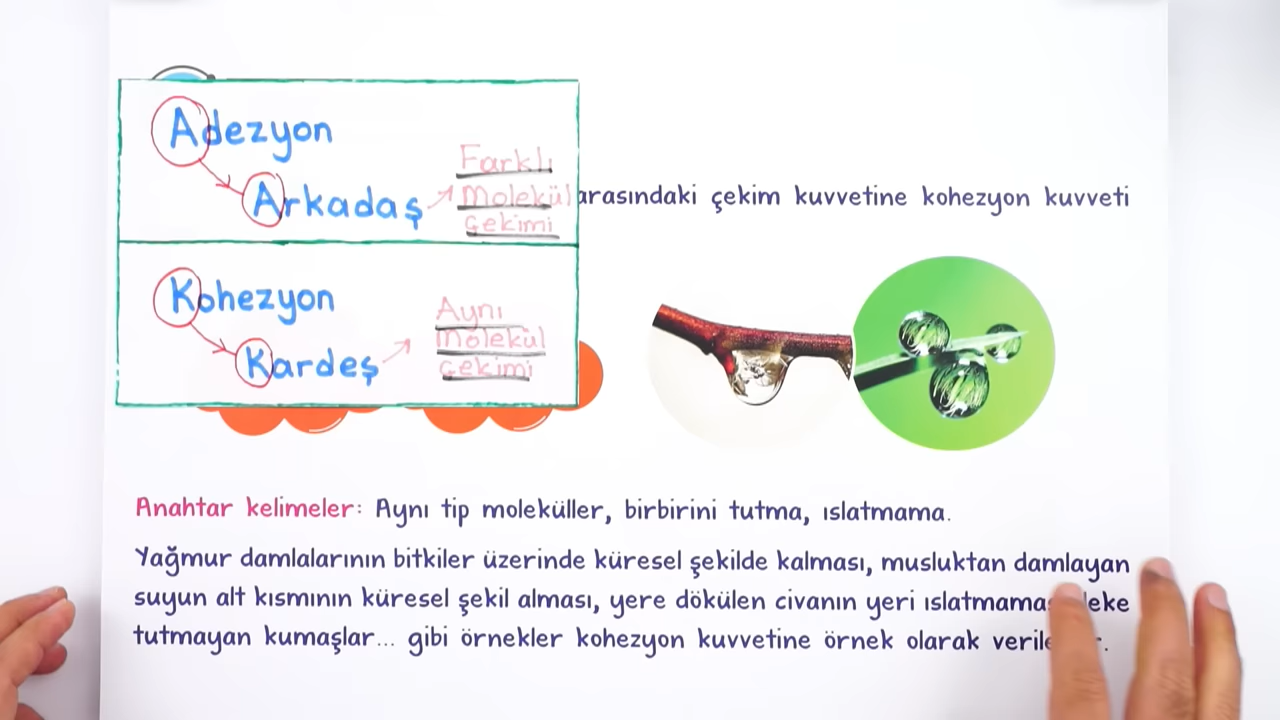 Adezyon
Arkadaş
Farklı
molekül
çekimi
Kohezyon
Kardeş
Aynı
molekül
çekimi
arasındaki çekim kuvvetine kohezyon kuvveti
Anahtar kelimeler: Aynı tip moleküller, birbirini tutma, ıslatmama.
Yağmur damlalarının bitkiler üzerinde küresel şekilde kalması, musluktan damlayan
suyun alt kısmının küresel şekil alması, yere dökülen civanın yeri ıslatmaması
tutmayan kumaşlar... gibi örnekler kohezyon kuvvetine örnek olarak